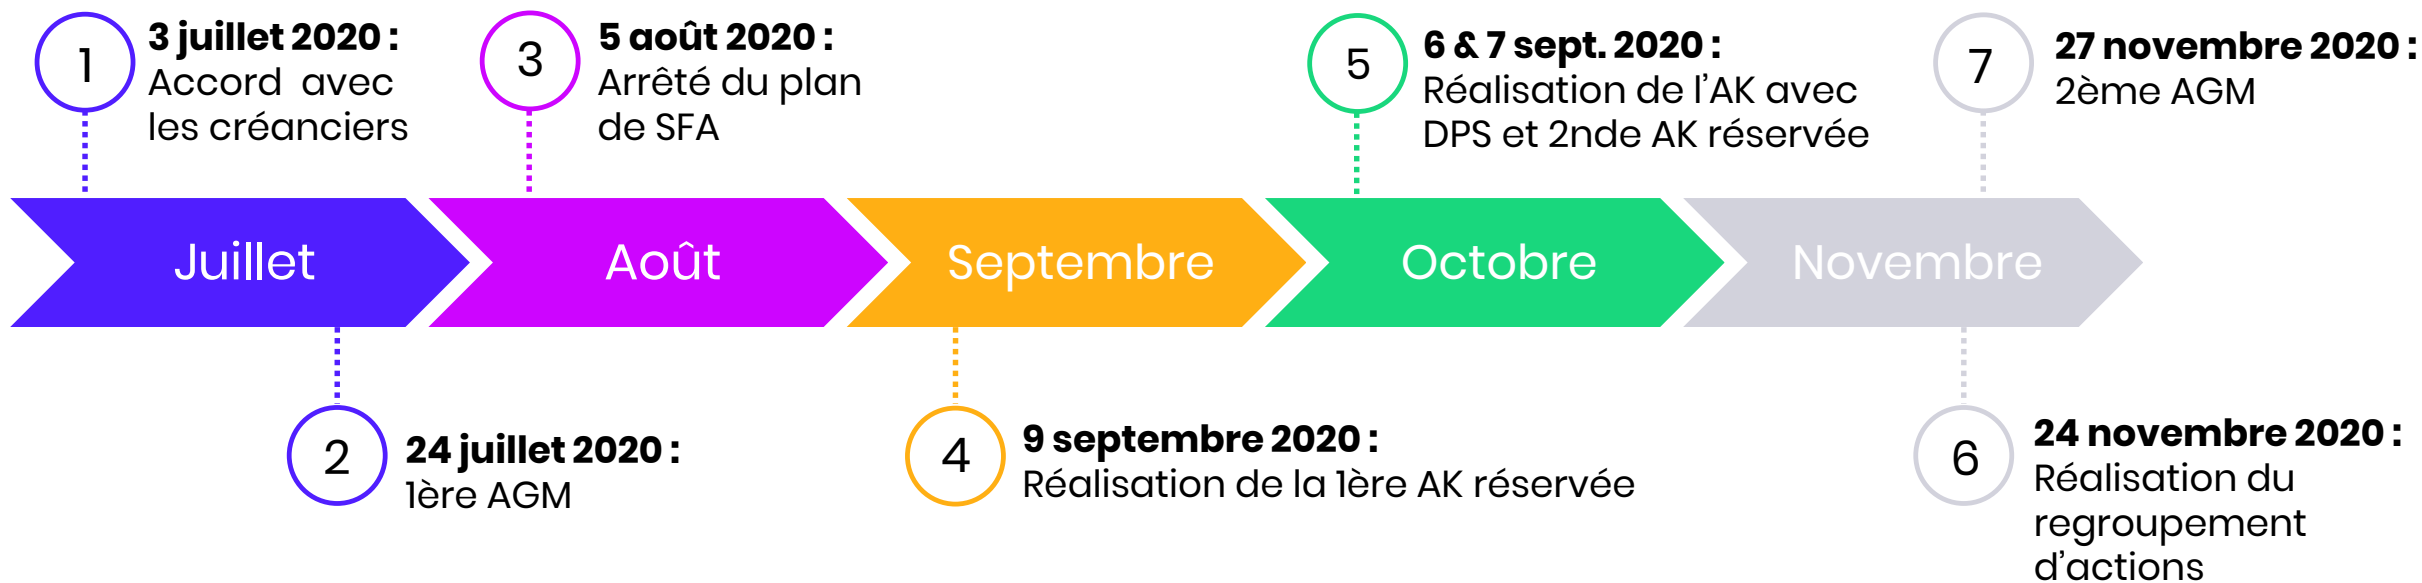 1
3 juillet 2020 :
Accord avec
les créanciers
3
5 août 2020 :
Arrêté du plan
de SFA
5
6 & 7 sept. 2020 :
Réalisation de l'AK avec
DPS et 2nde AK réservée
7
27 novembre 2020 :
2ème AGM
Juillet
Août
Septembre
Octobre
Novembre
2
24 juillet 2020 :
1ère AGM
4
9 septembre 2020 :
Réalisation de la 1ère AK réservée
6
24 novembre 2020 :
Réalisation du
regroupement
d'actions